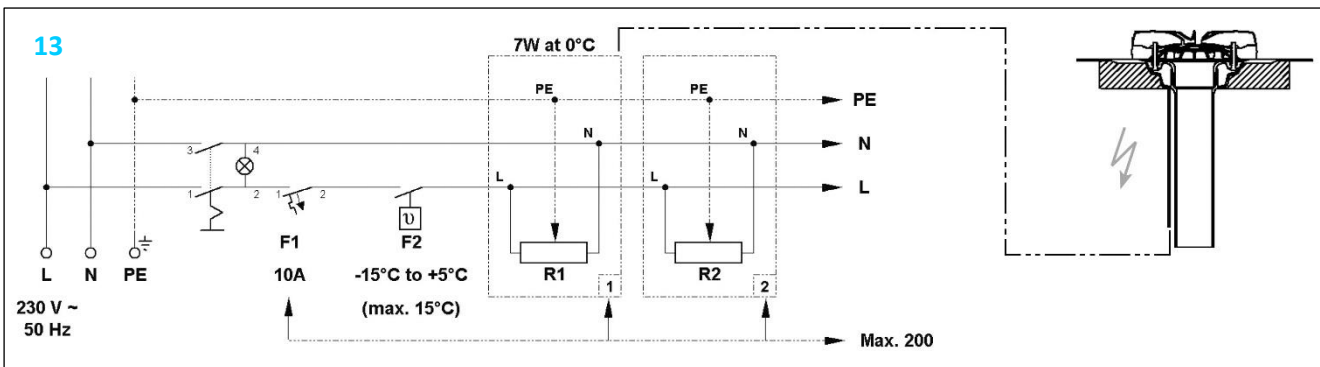 13
7W at 0°C
PE PE PE
N N N
3 4
L L L
1 2 1 2
υ
L N PE F1 F2 R1 R2
1 2
10A -15°C to +5°C
230 V ~ (max. 15°C)
50 Hz
Max. 200